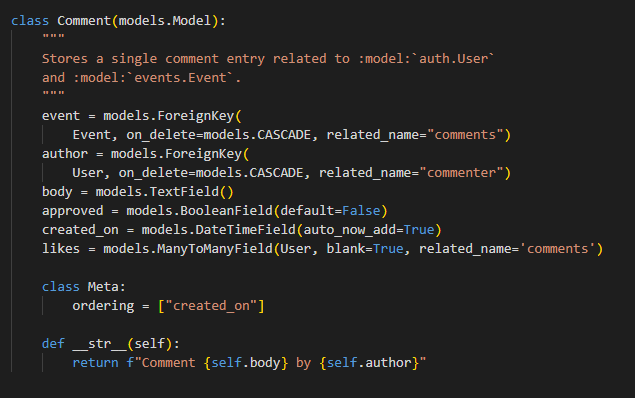 class Comment(models.Model):
    """
    Stores a single comment entry related to :model:`auth.User`
    and :model:`events.Event`.
    """
    event = models.ForeignKey(
        Event, on_delete=models.CASCADE, related_name="comments")
    author = models.ForeignKey(
        User, on_delete=models.CASCADE, related_name="commenter")
    body = models.TextField()
    approved = models.BooleanField(default=False)
    created_on = models.DateTimeField(auto_now_add=True)
    likes = models.ManyToManyField(User, blank=True, related_name='comments')

    class Meta:
        ordering = ["created_on"]

    def __str__(self):
        return f"Comment {self.body} by {self.author}"